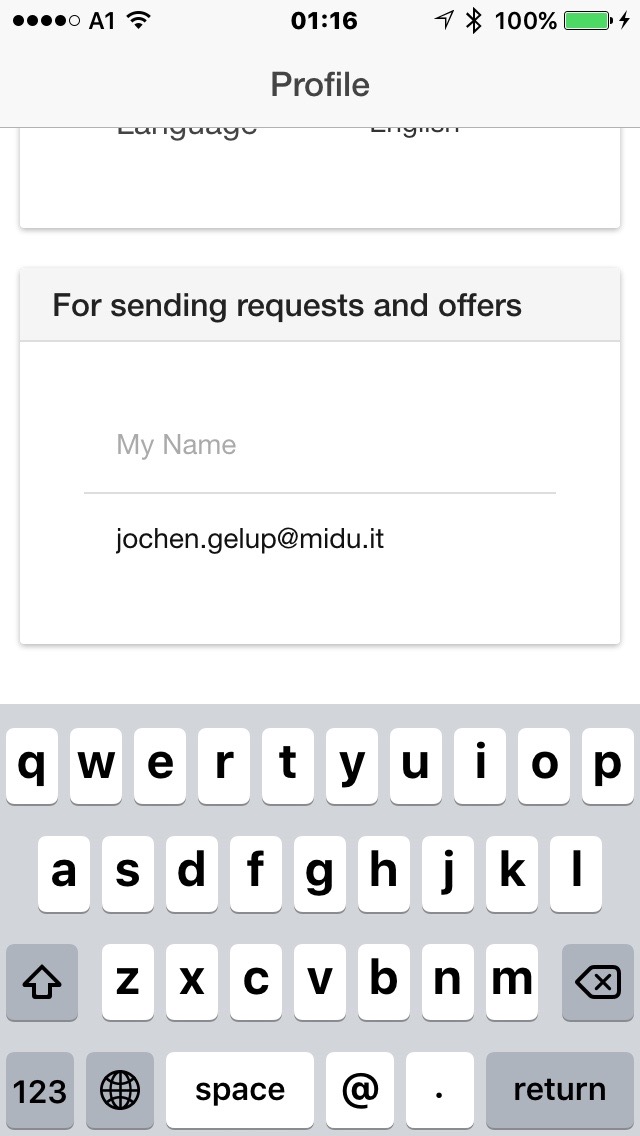 A1 01:16 100%
Profile
Language English
For sending requests and offers
My Name
jochen.gelup@midu.it
q w e r t y u i o p
a s d f g h j k l
z x c v b n m
123 space @ . return